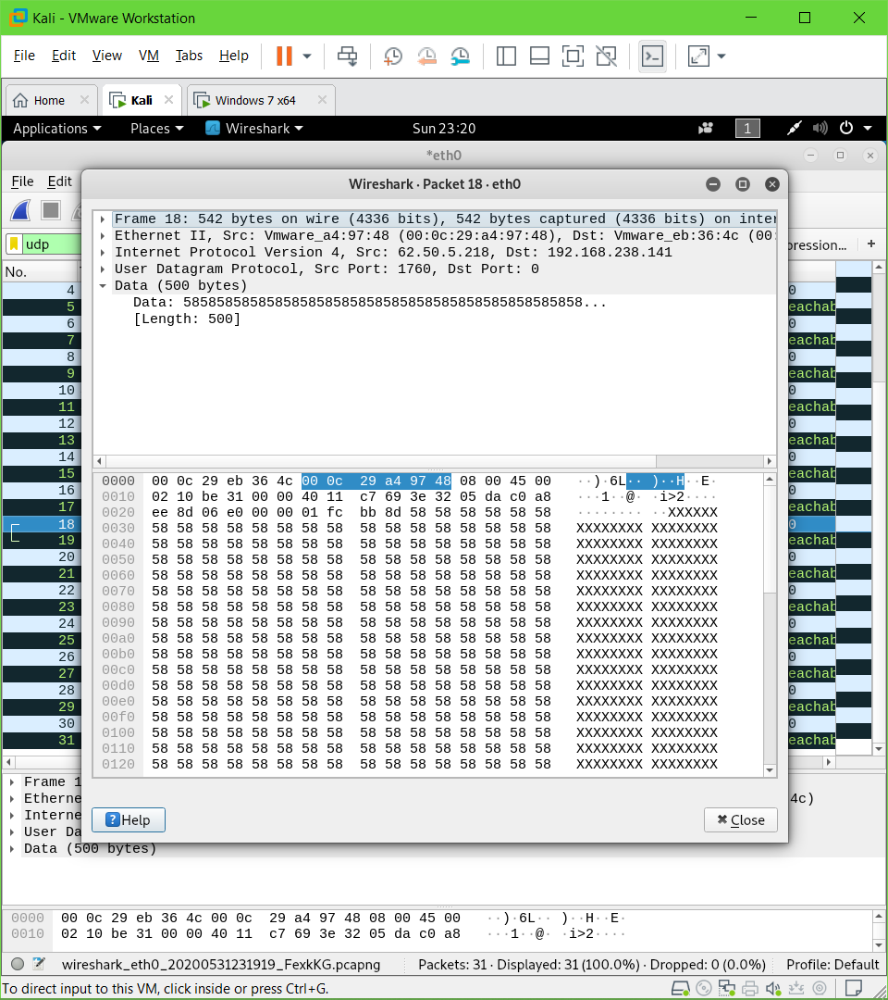 Kali - VMware Workstation
File Edit View VM Tabs Help
Home Kali Windows 7 x64
Applications Places Wireshark Sun 23:20 1
*eth0
File Edit
Wireshark · Packet 18 · eth0
udp
pression... +
No.
Frame 18: 542 bytes on wire (4336 bits), 542 bytes captured (4336 bits) on inter
Ethernet II, Src: Vmware_a4:97:48 (00:0c:29:a4:97:48), Dst: Vmware_eb:36:4c (00:
Internet Protocol Version 4, Src: 62.50.5.218, Dst: 192.168.238.141
User Datagram Protocol, Src Port: 1760, Dst Port: 0
Data (500 bytes)
Data: 585858585858585858585858585858585858585858585858...
[Length: 500]
4 0
5 eachab
6 0
7 eachab
8 0
9 eachab
10 0
11 eachab
12 0
13 eachab
14 0
15 eachab
16 0
17 eachab
18 0
19 eachab
20 0
21 eachab
22 0
23 eachab
24 0
25 eachab
26 0
27 eachab
28 0
29 eachab
30 0
31 eachab
0000 00 0c 29 eb 36 4c 00 0c 29 a4 97 48 08 00 45 00 ··)·6L·· )··H··E·
0010 02 10 be 31 00 00 40 11 c7 69 3e 32 05 da c0 a8 ···1··@· ·i>2····
0020 ee 8d 06 e0 00 00 01 fc bb 8d 58 58 58 58 58 58 ········ ··XXXXXX
0030 58 58 58 58 58 58 58 58 58 58 58 58 58 58 58 58 XXXXXXXX XXXXXXXX
0040 58 58 58 58 58 58 58 58 58 58 58 58 58 58 58 58 XXXXXXXX XXXXXXXX
0050 58 58 58 58 58 58 58 58 58 58 58 58 58 58 58 58 XXXXXXXX XXXXXXXX
0060 58 58 58 58 58 58 58 58 58 58 58 58 58 58 58 58 XXXXXXXX XXXXXXXX
0070 58 58 58 58 58 58 58 58 58 58 58 58 58 58 58 58 XXXXXXXX XXXXXXXX
0080 58 58 58 58 58 58 58 58 58 58 58 58 58 58 58 58 XXXXXXXX XXXXXXXX
0090 58 58 58 58 58 58 58 58 58 58 58 58 58 58 58 58 XXXXXXXX XXXXXXXX
00a0 58 58 58 58 58 58 58 58 58 58 58 58 58 58 58 58 XXXXXXXX XXXXXXXX
00b0 58 58 58 58 58 58 58 58 58 58 58 58 58 58 58 58 XXXXXXXX XXXXXXXX
00c0 58 58 58 58 58 58 58 58 58 58 58 58 58 58 58 58 XXXXXXXX XXXXXXXX
00d0 58 58 58 58 58 58 58 58 58 58 58 58 58 58 58 58 XXXXXXXX XXXXXXXX
00e0 58 58 58 58 58 58 58 58 58 58 58 58 58 58 58 58 XXXXXXXX XXXXXXXX
00f0 58 58 58 58 58 58 58 58 58 58 58 58 58 58 58 58 XXXXXXXX XXXXXXXX
0100 58 58 58 58 58 58 58 58 58 58 58 58 58 58 58 58 XXXXXXXX XXXXXXXX
0110 58 58 58 58 58 58 58 58 58 58 58 58 58 58 58 58 XXXXXXXX XXXXXXXX
0120 58 58 58 58 58 58 58 58 58 58 58 58 58 58 58 58 XXXXXXXX XXXXXXXX
Help Close
Frame 1
Etherne 4c)
Interne
User Da
Data (500 bytes)
0000 00 0c 29 eb 36 4c 00 0c 29 a4 97 48 08 00 45 00 ··)·6L·· )··H··E·
0010 02 10 be 31 00 00 40 11 c7 69 3e 32 05 da c0 a8 ···1··@· ·i>2····
wireshark_eth0_20200531231919_FexkKG.pcapng Packets: 31 · Displayed: 31 (100.0%) · Dropped: 0 (0.0%) Profile: Default
To direct input to this VM, click inside or press Ctrl+G.